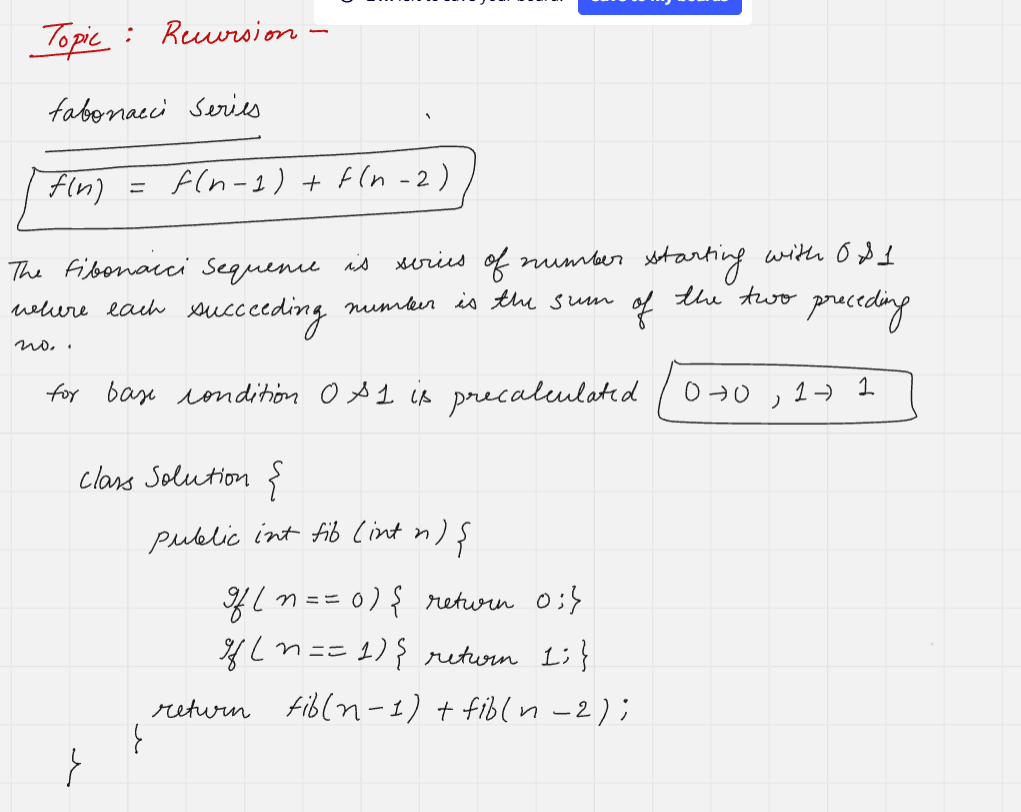 Topic : Recursion -
fabonacci Series
f(n) = f(n-1) + f(n-2)
The Fibonacci Sequence is series of number starting with 0 & 1
where each succeeding number is the sum of the two preceding
no. .
for base condition 0 & 1 is precalculated 0→0 , 1→ 1
class Solution {
public int fib (int n) {
if ( n == 0) { return 0;}
if ( n == 1) { return 1; }
return fib(n-1) + fib(n-2);
}
}